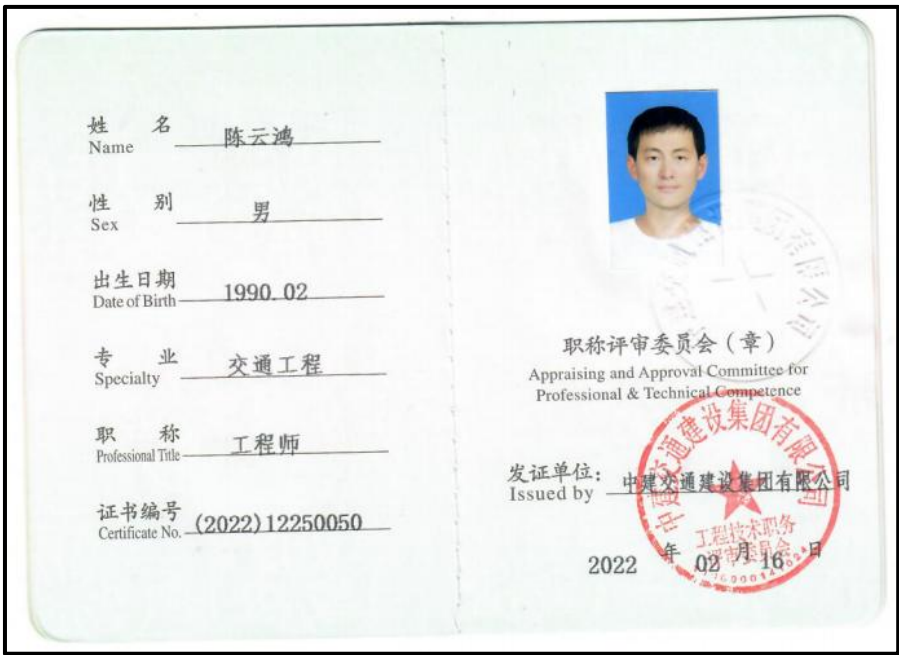 姓 名 陈云鸿
Name
性 别 男
Sex
出生日期 1990.02
Date of Birth
专 业 交通工程
Specialty
职 称 工程师
Professional Title
证书编号 (2022)12250050
Certificate No.
职称评审委员会（章）
Appraising and Approval Committee for
Professional & Technical Competence
发证单位： 中建交通建设集团有限公司
Issued by
2022 年 02 月 16 日
中建交通建设集团有限公司
工程技术职务
评审委员会